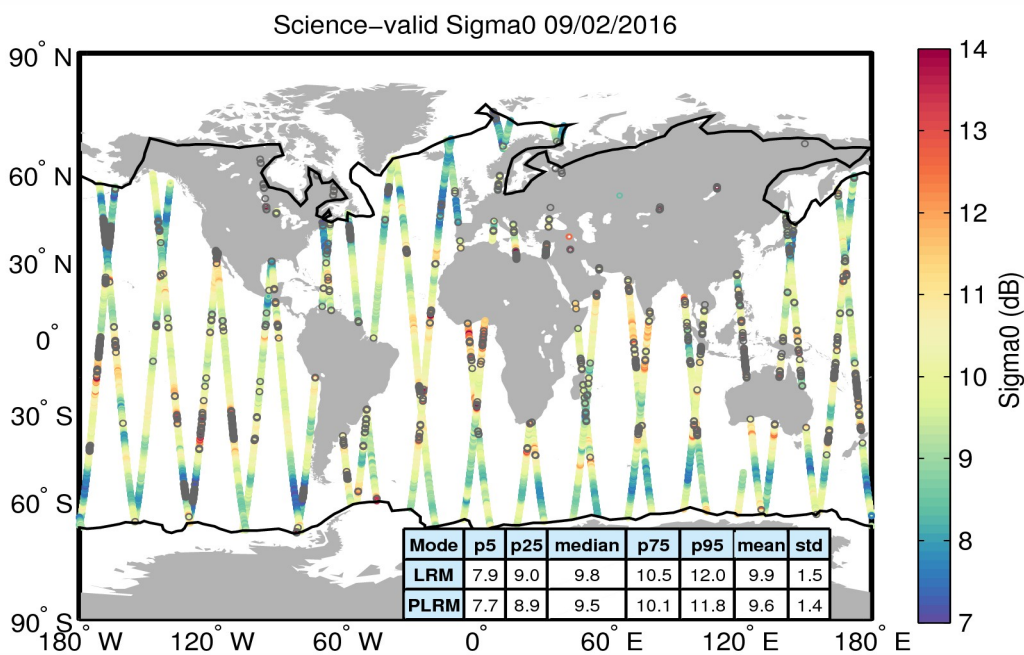 Science−valid Sigma0 09/02/2016
90° N
60° N
30° N
0°
30° S
60° S
90° S
180° W
120° W
60° W
0°
60° E
120° E
180° E
14
13
12
11
10
9
8
7
Sigma0 (dB)
Mode p5 p25 median p75 p95 mean std
LRM 7.9 9.0 9.8 10.5 12.0 9.9 1.5
PLRM 7.7 8.9 9.5 10.1 11.8 9.6 1.4